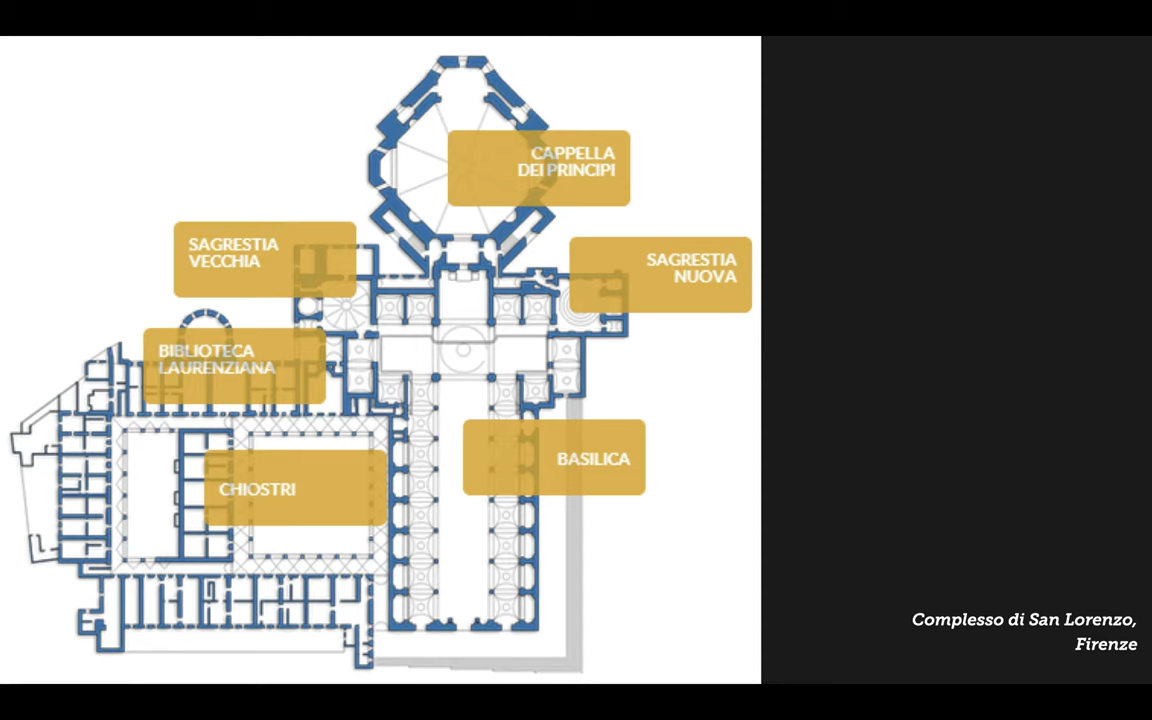 CAPPELLA
DEI PRINCIPI
SAGRESTIA
VECCHIA
SAGRESTIA
NUOVA
BIBLIOTECA
LAURENZIANA
BASILICA
CHIOSTRI
Complesso di San Lorenzo,
Firenze